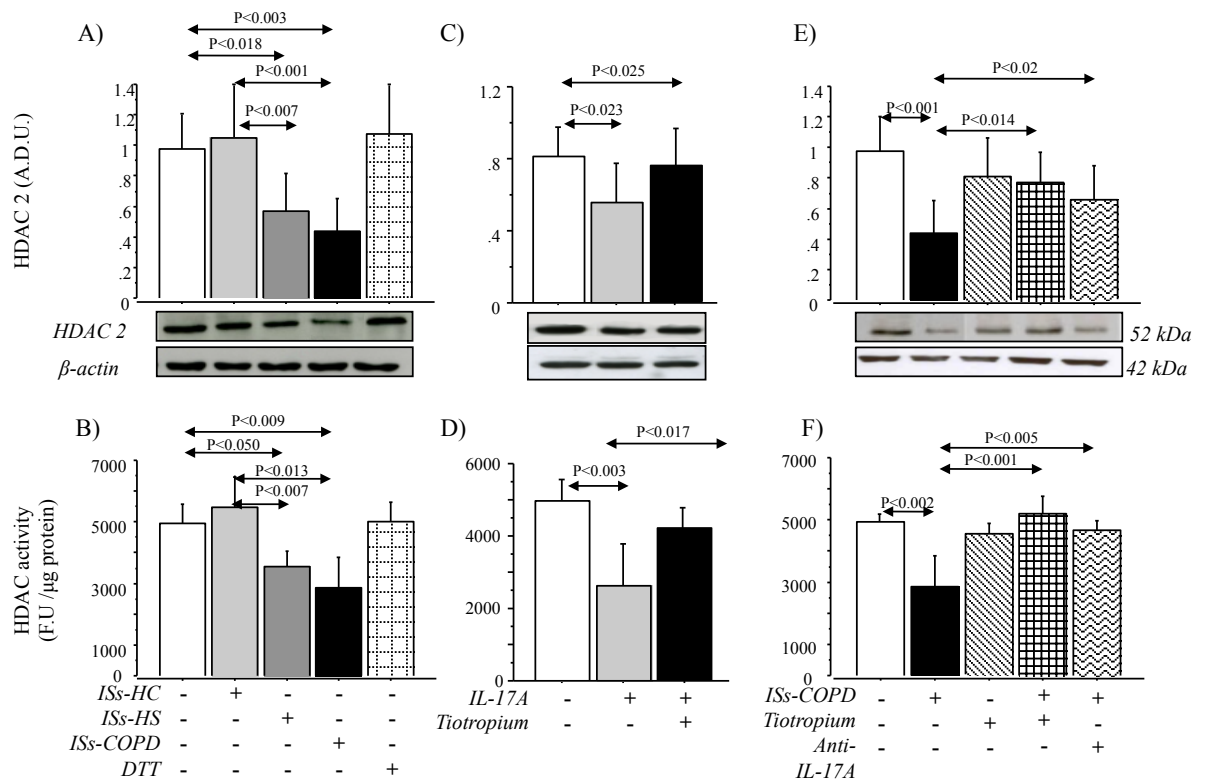 A)
P<0.003
P<0.018
P<0.001
P<0.007
HDAC 2 (A.D.U.)
1.4
1.2
1
.8
.6
.4
.2
0
HDAC 2
β-actin
C)
P<0.025
P<0.023
1.2
.8
.4
0
E)
P<0.02
P<0.001
P<0.014
1.4
1.2
1
.8
.6
.4
.2
0
52 kDa
42 kDa
B)
P<0.009
P<0.050
P<0.013
P<0.007
HDAC activity
(F.U /µg protein)
7000
5000
3000
1000
0
ISs-HC - + - - -
ISs-HS - - + - -
ISs-COPD - - - + -
DTT - - - - +
D)
P<0.017
P<0.003
6000
4000
2000
0
IL-17A - + +
Tiotropium - - +
F)
P<0.005
P<0.001
P<0.002
7000
5000
3000
1000
0
ISs-COPD - + - + +
Tiotropium - - + + -
Anti- - - - - +
IL-17A